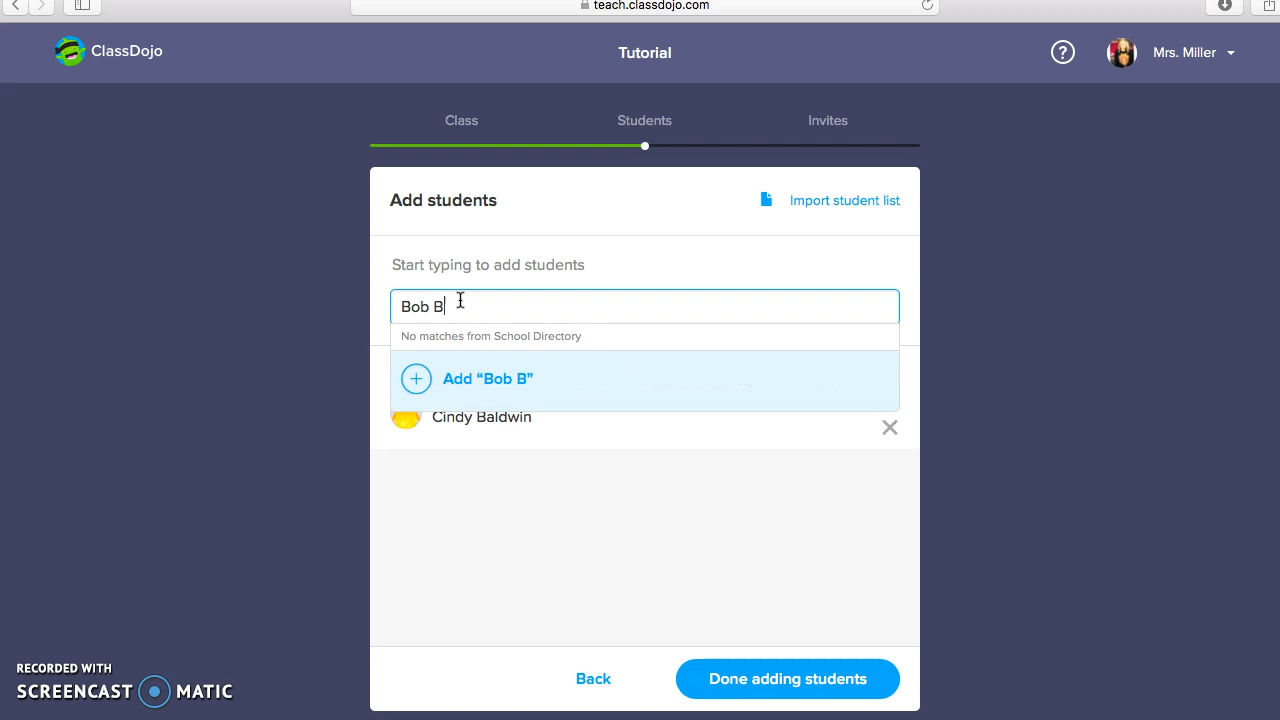 teach.classdojo.com
ClassDojo
Tutorial
? Mrs. Miller
Class Students Invites
Add students
Import student list
Start typing to add students
Bob B
No matches from School Directory
Add “Bob B”
Cindy Baldwin
Back
Done adding students
RECORDED WITH
SCREENCAST MATIC